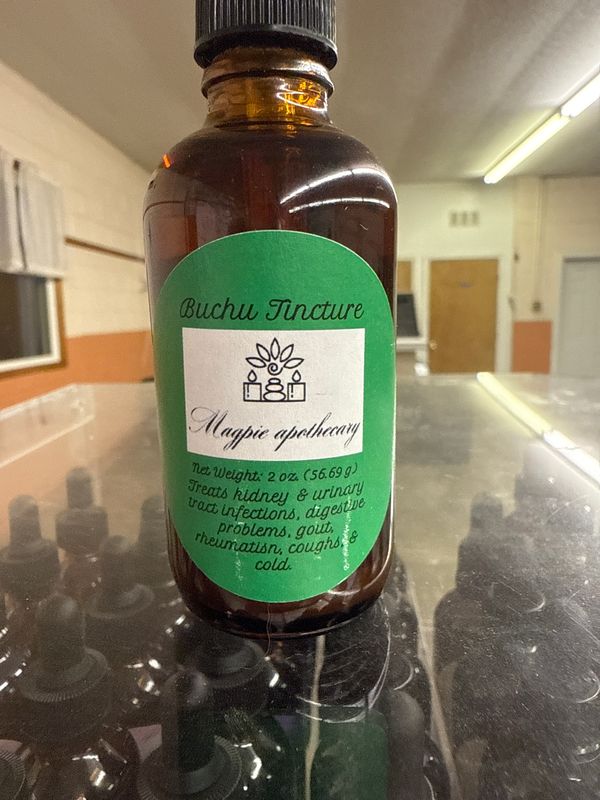 Buchu Tincture
Magpie apothecary
Net Weight: 2 oz. (56.69 g)
Treats kidney & urinary
tract infections, digestive
problems, gout,
rheumatisn, coughs, &
cold.